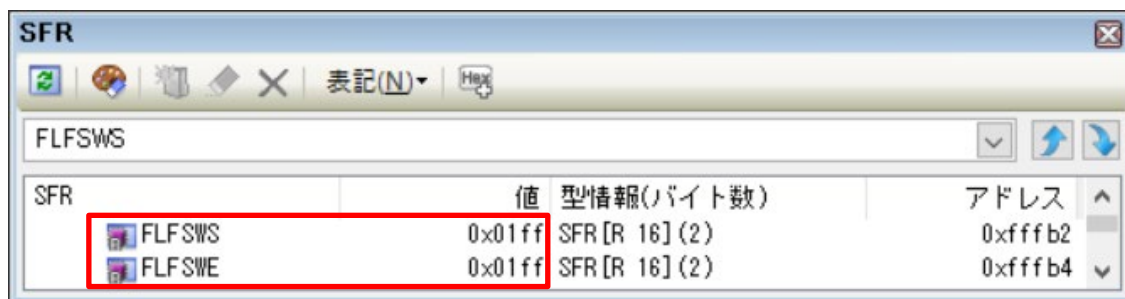 SFR
表記(N) Hex
FLFSWS
SFR 値 型情報(バイト数) アドレス
FLFSWS 0x01ff SFR[R 16](2) 0xfffb2
FLFSWE 0x01ff SFR[R 16](2) 0xfffb4